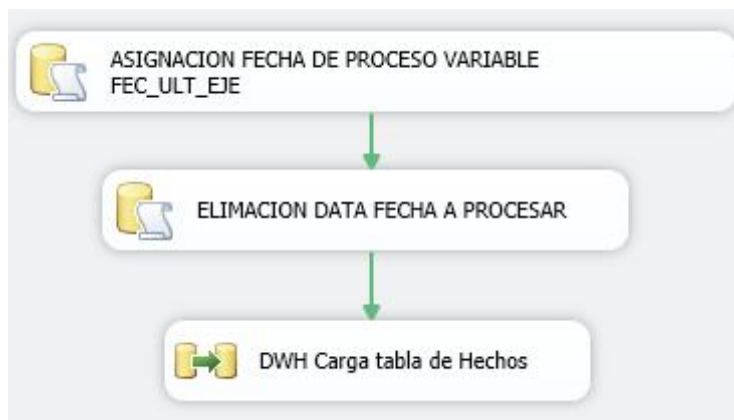 ASIGNACION FECHA DE PROCESO VARIABLE
FEC_ULT_EJE
ELIMACION DATA FECHA A PROCESAR
DWH Carga tabla de Hechos